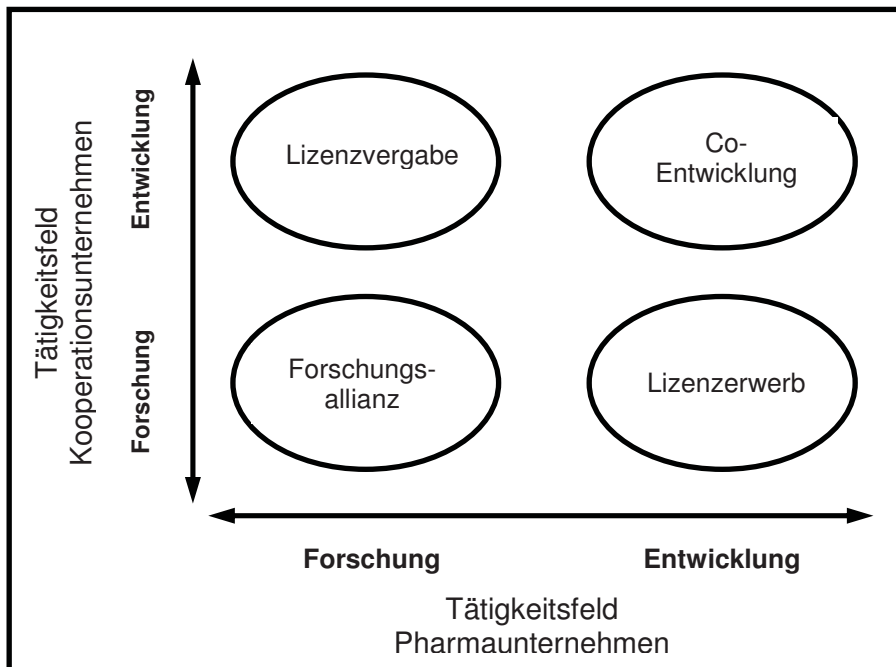 Tätigkeitsfeld
Kooperationsunternehmen
Entwicklung
Forschung
Lizenzvergabe
Co-
Entwicklung
Forschungs-
allianz
Lizenzerwerb
Forschung
Entwicklung
Tätigkeitsfeld
Pharmaunternehmen